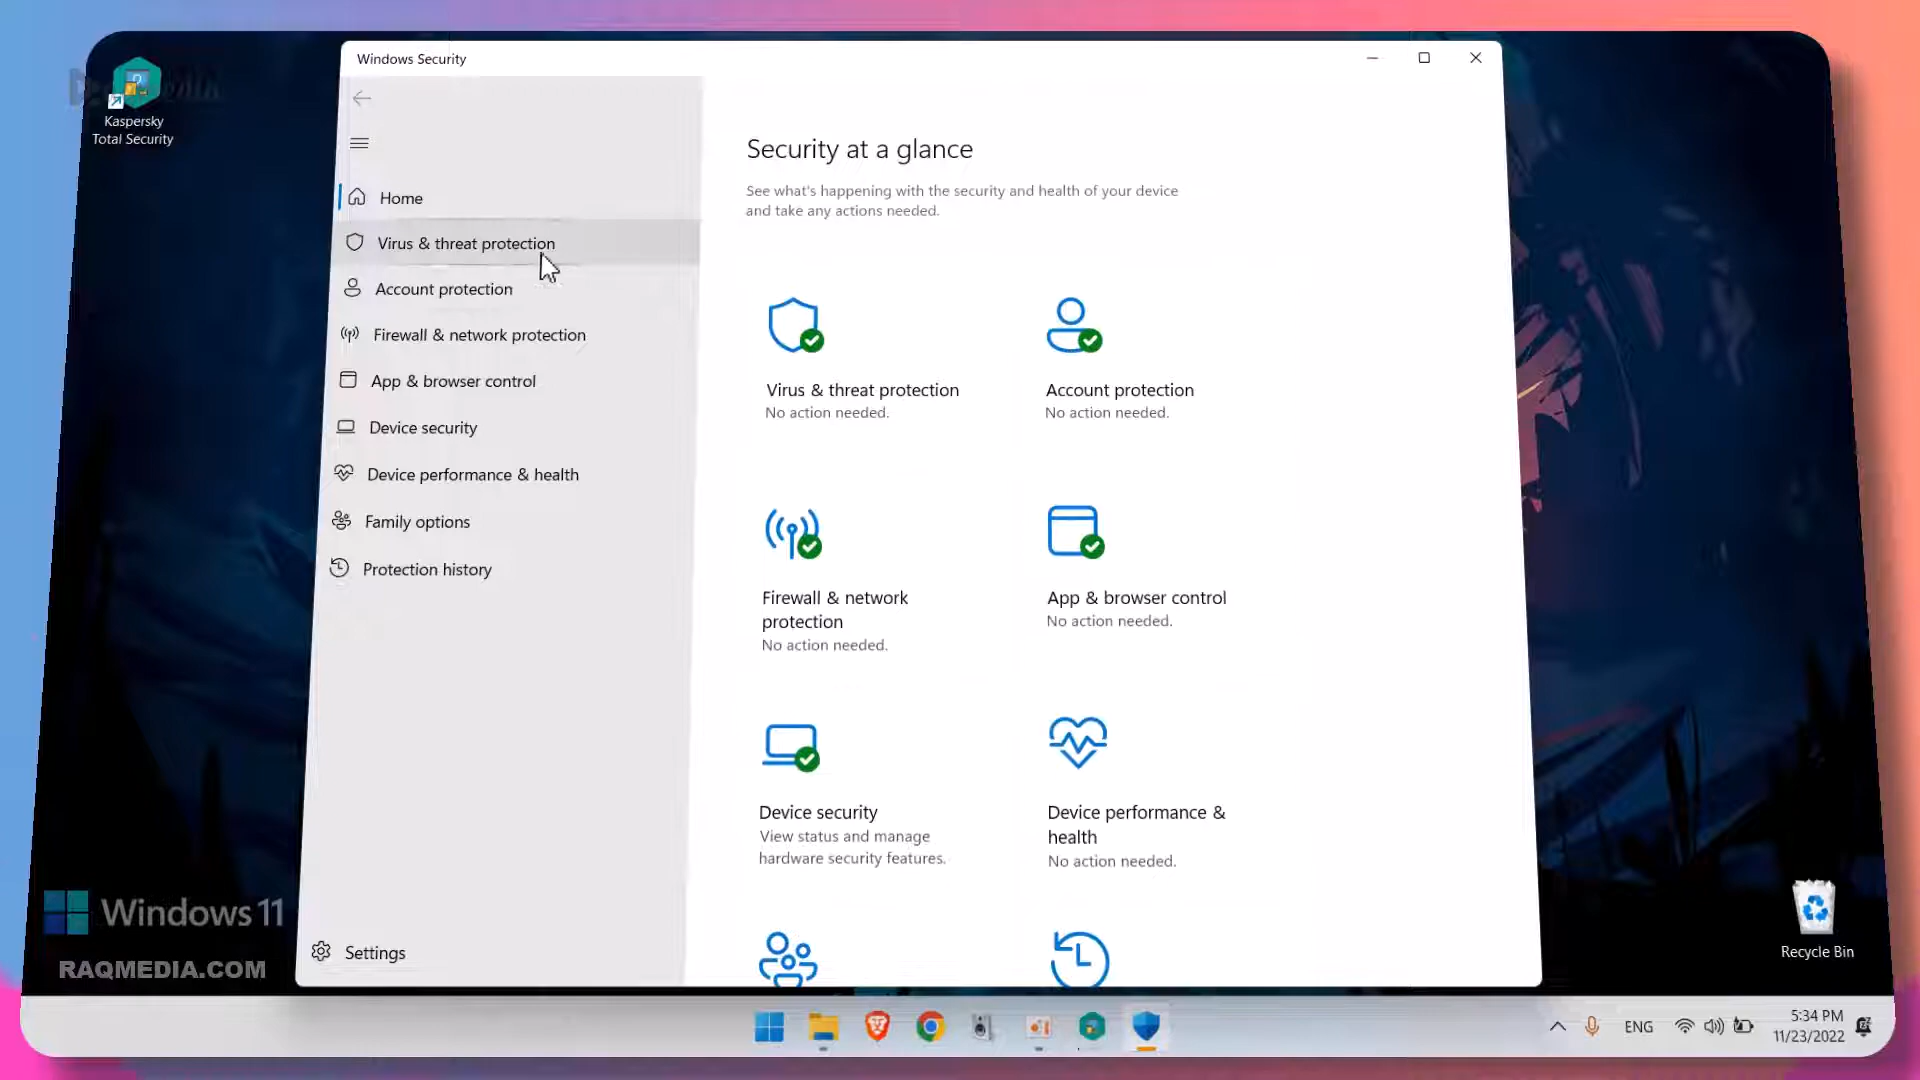 Windows Security
Kaspersky
Total Security
Home
Virus & threat protection
Account protection
Firewall & network protection
App & browser control
Device security
Device performance & health
Family options
Protection history
Settings
Security at a glance
See what's happening with the security and health of your device
and take any actions needed.
Virus & threat protection
No action needed.
Account protection
No action needed.
Firewall & network
protection
No action needed.
App & browser control
No action needed.
Device security
View status and manage
hardware security features.
Device performance &
health
No action needed.
Windows 11
RAQMEDIA.COM
Recycle Bin
ENG
5:34 PM
11/23/2022